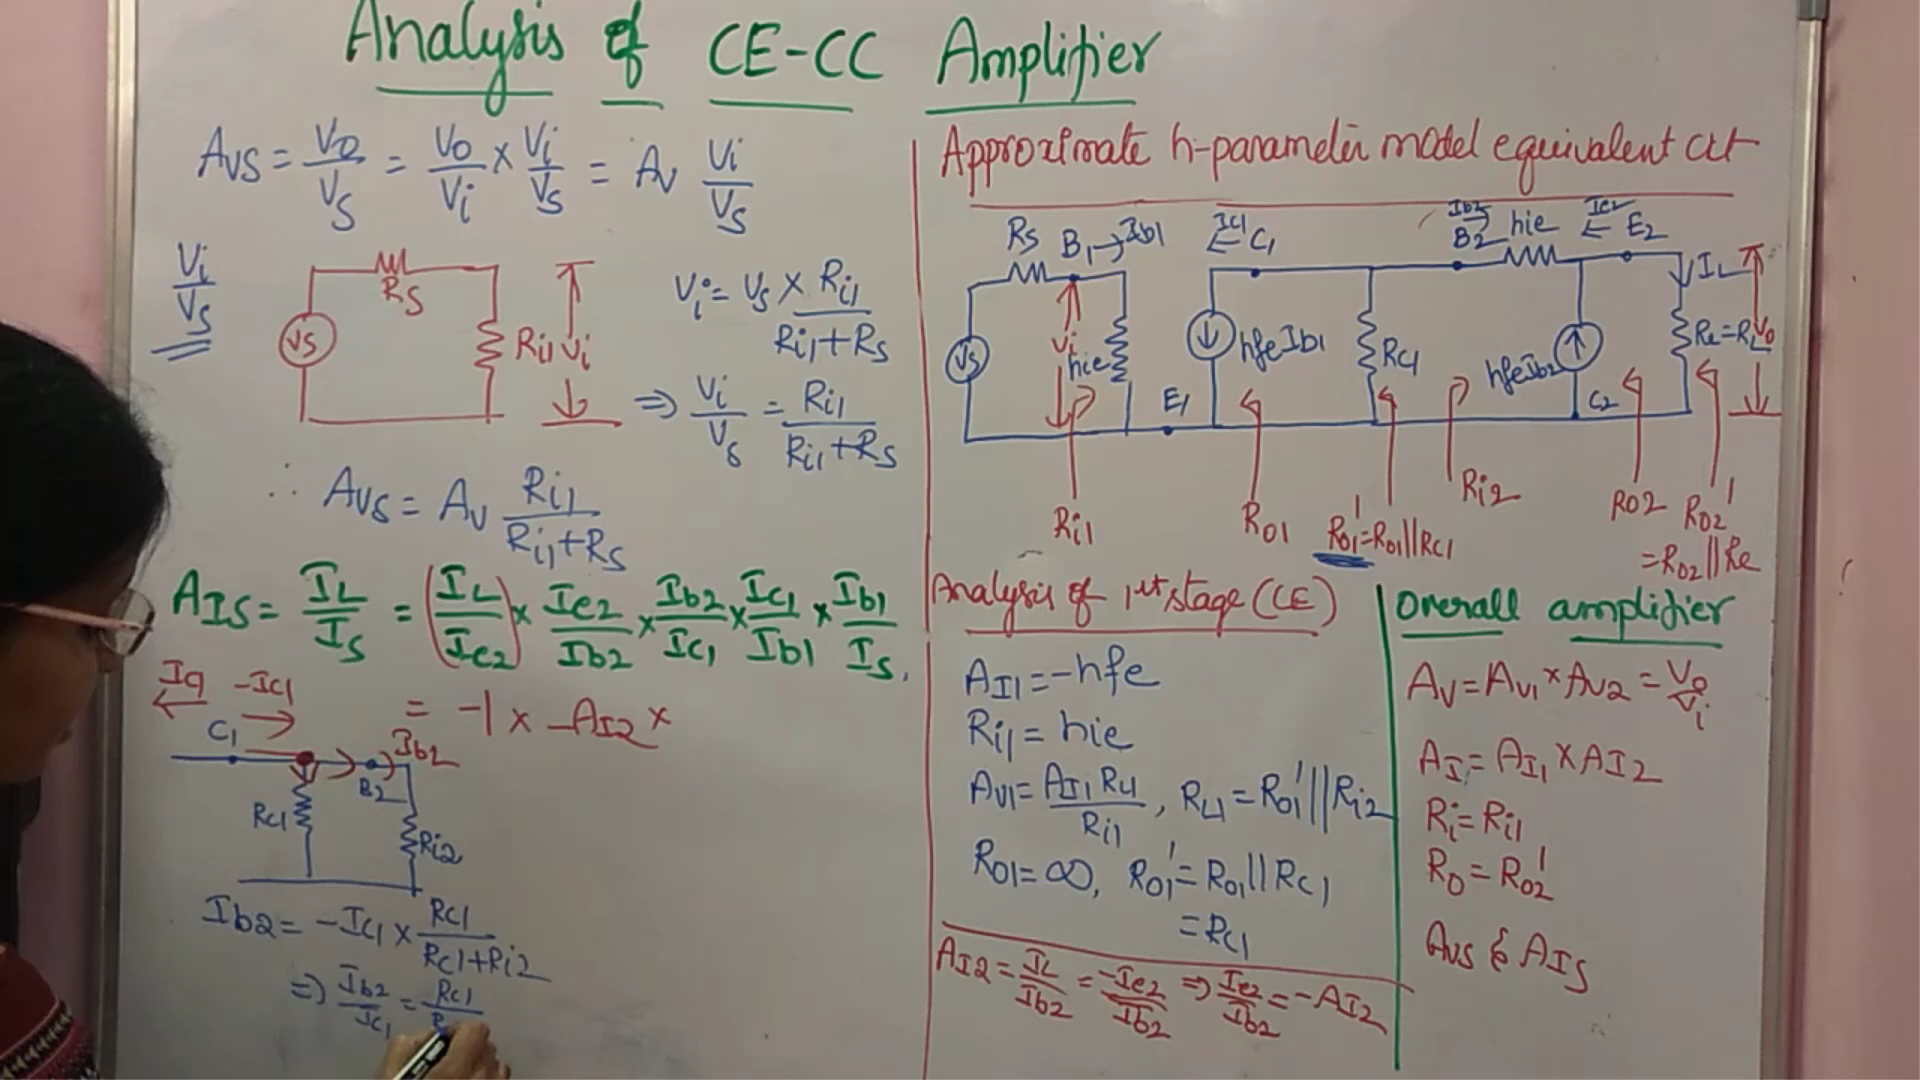 Analysis of CE-CC Amplifier
AVS = Vo/VS = Vo/Vi × Vi/VS = AV Vi/VS
Vi/VS
RS
VS
Ri1
Vi
Vi = VS × Ri1/(Ri1+RS)
⇒ Vi/VS = Ri1/(Ri1+RS)
∴ AVS = AV Ri1/(Ri1+RS)
AIS = IL/IS = (IL/Ie2) × Ie2/Ib2 × Ib2/Ic1 × Ic1/Ib1 × Ib1/IS
= -1 × -AI2 ×
-Ic1
C1
Ib2
B2
Rc1
Ri2
Ib2 = -Ic1 × Rc1/(Rc1+Ri2)
⇒ Ib2/Ic1 = Rc1/R
Approximate h-parameter model equivalent ckt
RS B1 → Ib1
Ic1 ← C1
Ib2 → B2 hie
← E2
IL
VS
Vi
hie
hfeIb1
Rc1
hfeIb2
Re=RL
Vo
E1
C2
Ri1
Ro1
Ro1' = Ro1||Rc1
Ri2
Ro2
Ro2' = Ro2||Re
Analysis of 1st stage (CE)
AI1 = -hfe
Ri1 = hie
AV1 = AI1 RL1/Ri1, RL1 = Ro1'||Ri2
Ro1 = ∞, Ro1' = Ro1||Rc1
= Rc1
AI2 = IL/Ib2 = -Ie2/Ib2 ⇒ Ie2/Ib2 = -AI2
Overall amplifier
AV = AV1 × AV2 = Vo/Vi
AI = AI1 × AI2
Ri = Ri1
Ro = Ro2'
AVS & AIS